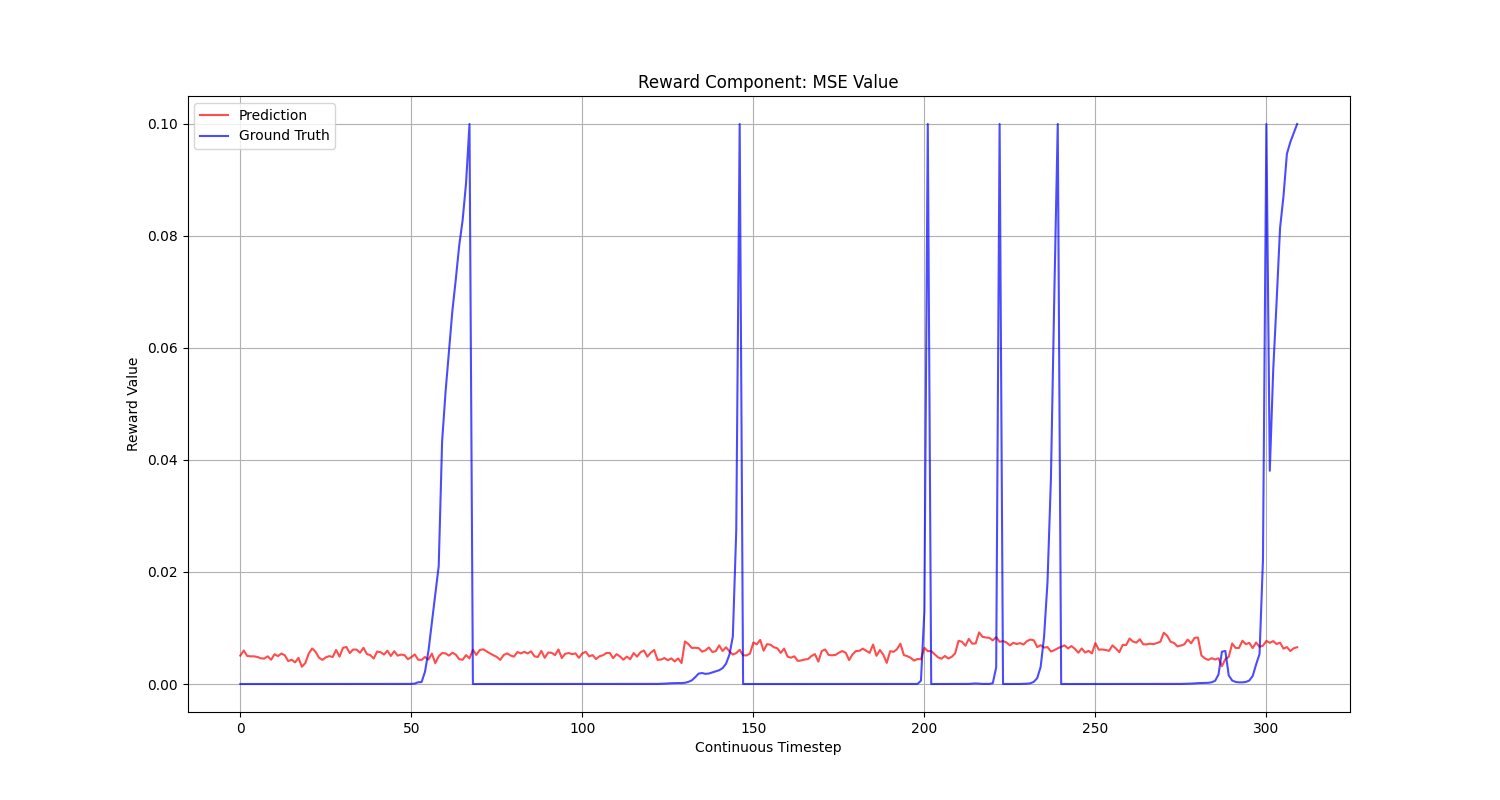 Reward Component: MSE Value
Prediction
Ground Truth
0.10
0.08
0.06
0.04
0.02
0.00
Reward Value
0 50 100 150 200 250 300
Continuous Timestep